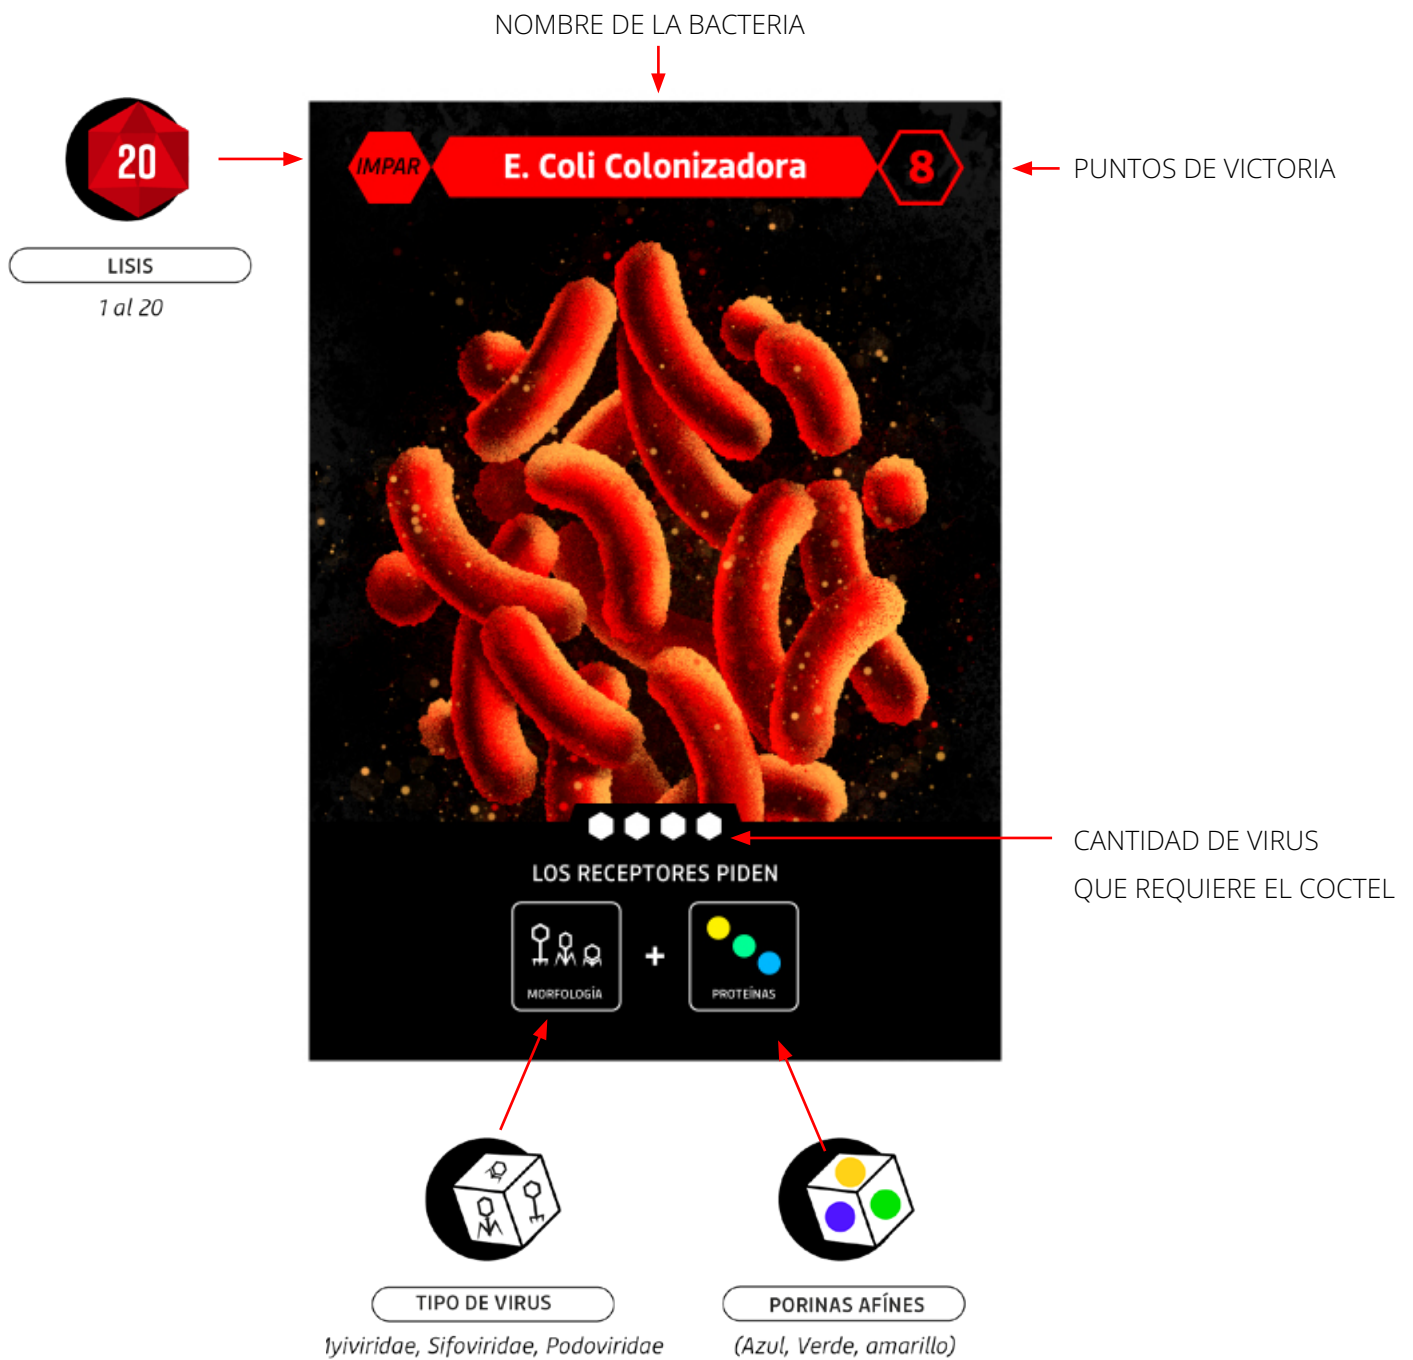 NOMBRE DE LA BACTERIA
20
LISIS
1 al 20
IMPAR
E. Coli Colonizadora
8
PUNTOS DE VICTORIA
CANTIDAD DE VIRUS
QUE REQUIERE EL COCTEL
LOS RECEPTORES PIDEN
MORFOLOGÍA
+
PROTEÍNAS
TIPO DE VIRUS
yiviridae, Sifoviridae, Podoviridae
PORINAS AFÍNES
(Azul, Verde, amarillo)